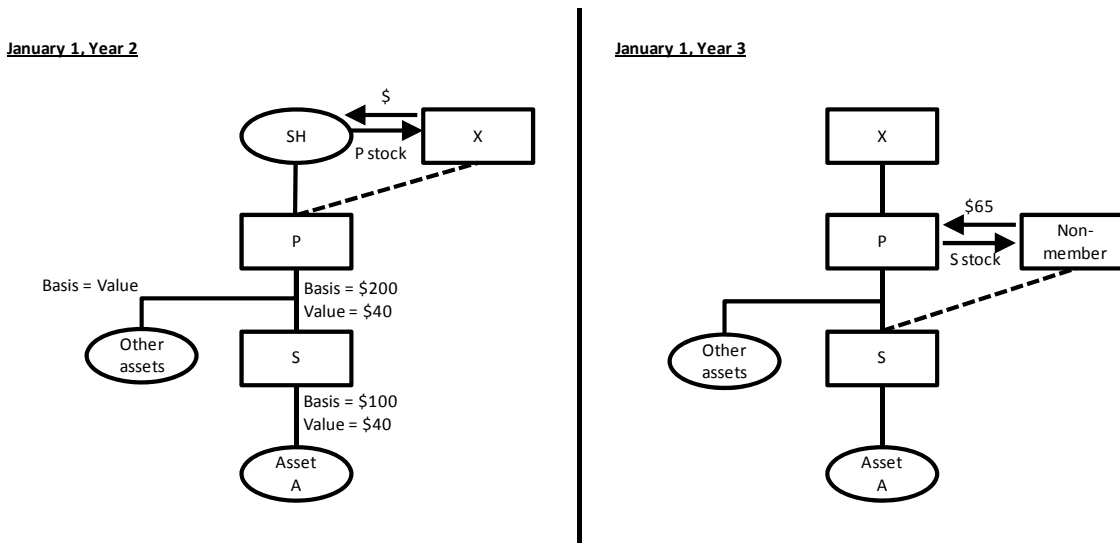 January 1, Year 2
$
SH
X
P stock
P
Basis = Value
Basis = $200
Value = $40
Other
assets
S
Basis = $100
Value = $40
Asset
A
January 1, Year 3
X
$65
P
Non-
member
S stock
Other
assets
S
Asset
A